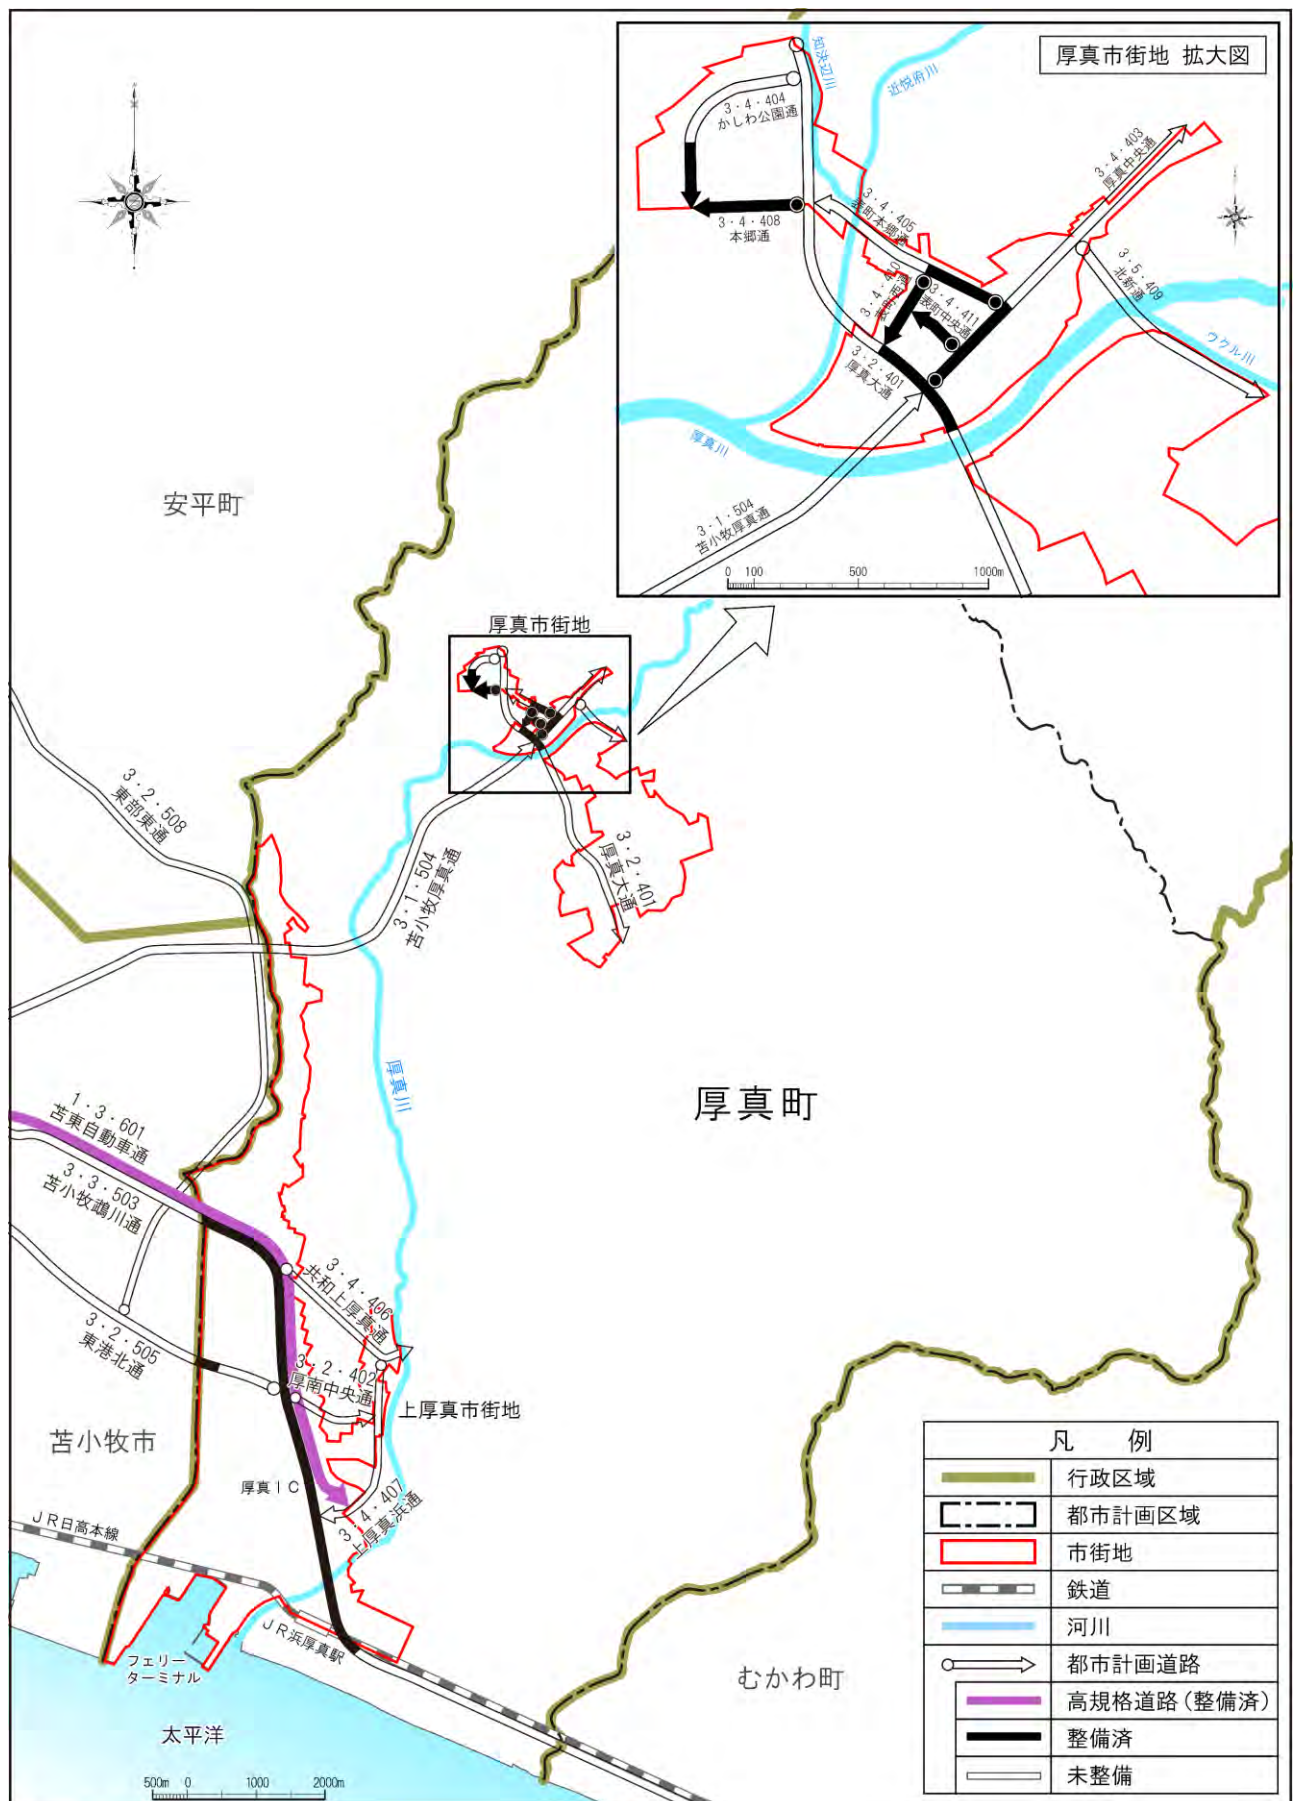 厚真市街地 拡大図
知決辺川
近悦府川
3・4・404
かしわ公園通
3・4・403
厚真中央通
3・4・405
表町本郷通
3・4・408
本郷通
3・5・409
北新通
3・4・411
表町中央通
ウクル川
3・2・401
厚真大通
厚真川
3・1・504
苫小牧厚真通
0 100 500 1000m
安平町
厚真市街地
3・2・508
東部東通
3・1・504
苫小牧厚真通
3・2・401
厚真大通
厚真川
厚真町
1・3・601
苫東自動車通
3・3・503
苫小牧鵡川通
3・4・406
共和上厚真通
3・2・505
東港北通
3・2・402
厚南中央通
上厚真市街地
苫小牧市
厚真IC
3・4・407
上厚真浜通
JR日高本線
JR浜厚真駅
フェリー
ターミナル
むかわ町
太平洋
500m 0 1000 2000m
凡 例
行政区域
都市計画区域
市街地
鉄道
河川
都市計画道路
高規格道路(整備済)
整備済
未整備